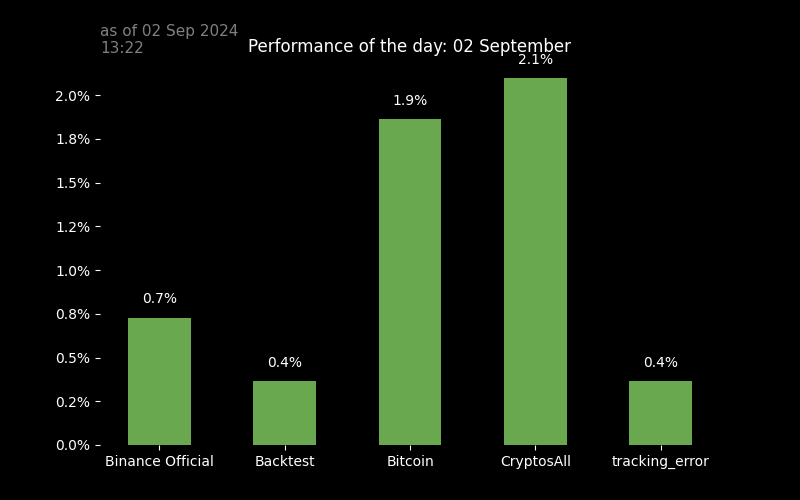 as of 02 Sep 2024
13:22
Performance of the day: 02 September
2.1%
2.0%
1.9%
1.8%
1.5%
1.2%
1.0%
0.8%
0.7%
0.5%
0.4%
0.4%
0.2%
0.0%
Binance Official
Backtest
Bitcoin
CryptosAll
tracking_error